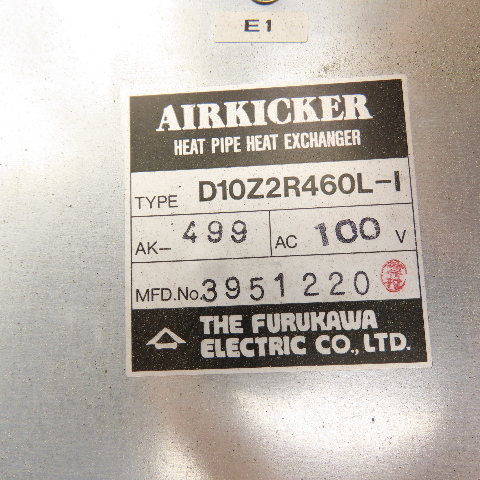 E1
AIRKICKER
HEAT PIPE HEAT EXCHANGER
TYPE D10Z2R460L-I
AK- 499 AC 100 V
MFD.No.3951220
THE FURUKAWA
ELECTRIC CO., LTD.